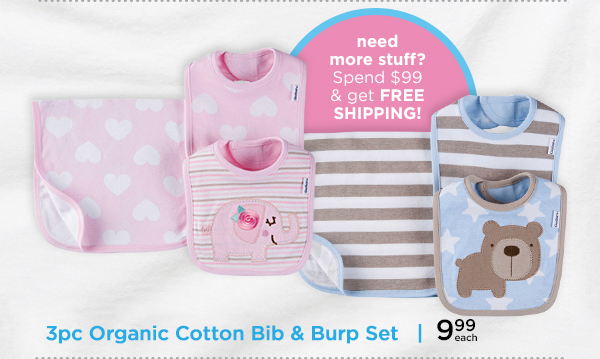 need
more stuff?
Spend $99
& get FREE
SHIPPING!
3pc Organic Cotton Bib & Burp Set | 9.99 each